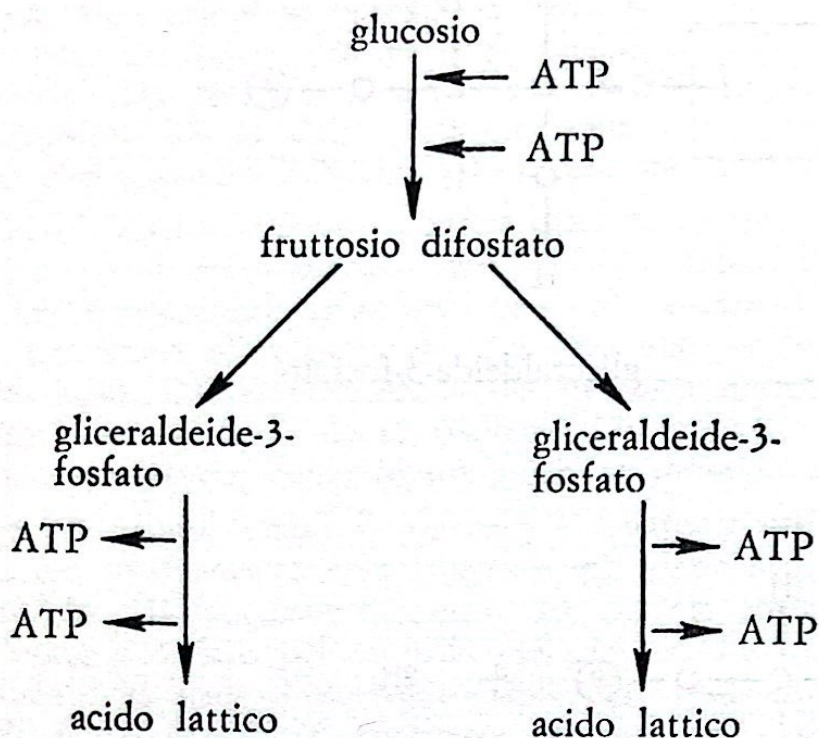 glucosio
ATP
ATP
fruttosio difosfato
gliceraldeide-3-
fosfato
gliceraldeide-3-
fosfato
ATP
ATP
ATP
ATP
acido lattico
acido lattico